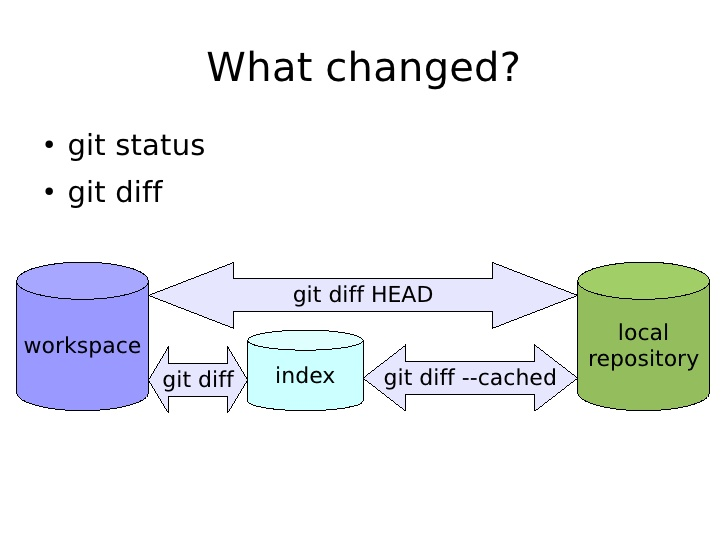 What changed?
• git status
• git diff
git diff HEAD
workspace
local
repository
git diff
index
git diff --cached